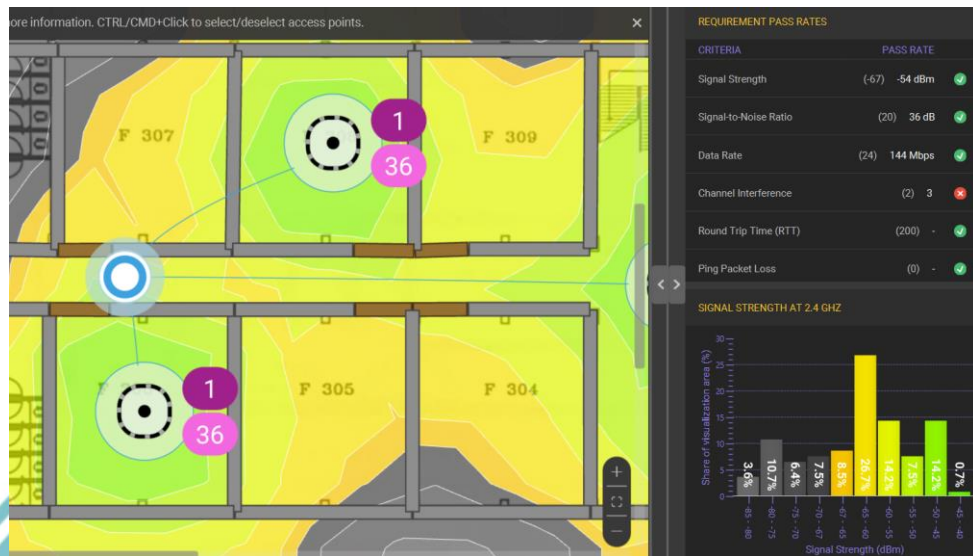 ore information. CTRL/CMD+Click to select/deselect access points.
×
F 307
1
36
F 309
1
36
F 305
F 304
+
−
< >
REQUIREMENT PASS RATES
CRITERIA PASS RATE
Signal Strength (-67) -54 dBm
Signal-to-Noise Ratio (20) 36 dB
Data Rate (24) 144 Mbps
Channel Interference (2) 3
Round Trip Time (RTT) (200) -
Ping Packet Loss (0) -
SIGNAL STRENGTH AT 2.4 GHZ
Share of visualization area (%)
30
25
20
15
10
5
0
3.6% 10.7% 6.4% 7.5% 8.5% 26.7% 14.2% 7.5% 14.2% 0.7%
-85 - -80 -80 - -75 -75 - -70 -70 - -67 -67 - -65 -65 - -60 -60 - -55 -55 - -50 -50 - -45 -45 - -40
Signal Strength (dBm)